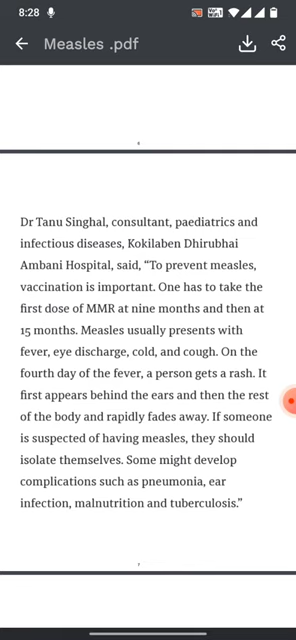 8:28
Measles .pdf
Dr Tanu Singhal, consultant, paediatrics and
infectious diseases, Kokilaben Dhirubhai
Ambani Hospital, said, “To prevent measles,
vaccination is important. One has to take the
first dose of MMR at nine months and then at
15 months. Measles usually presents with
fever, eye discharge, cold, and cough. On the
fourth day of the fever, a person gets a rash. It
first appears behind the ears and then the rest
of the body and rapidly fades away. If someone
is suspected of having measles, they should
isolate themselves. Some might develop
complications such as pneumonia, ear
infection, malnutrition and tuberculosis.”